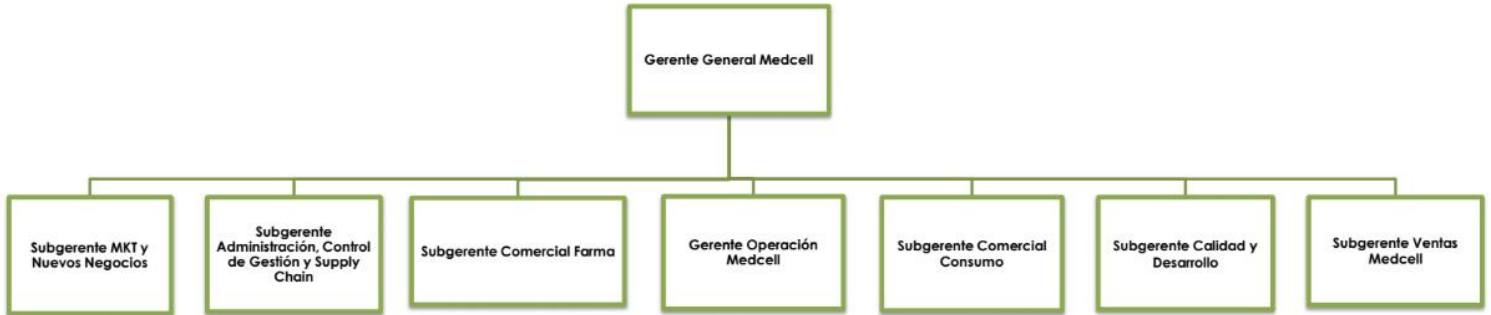 Gerente General Medcell
Subgerente MKT y
Nuevos Negocios
Subgerente
Administración, Control
de Gestión y Supply
Chain
Subgerente Comercial Farma
Gerente Operación
Medcell
Subgerente Comercial
Consumo
Subgerente Calidad y
Desarrollo
Subgerente Ventas
Medcell